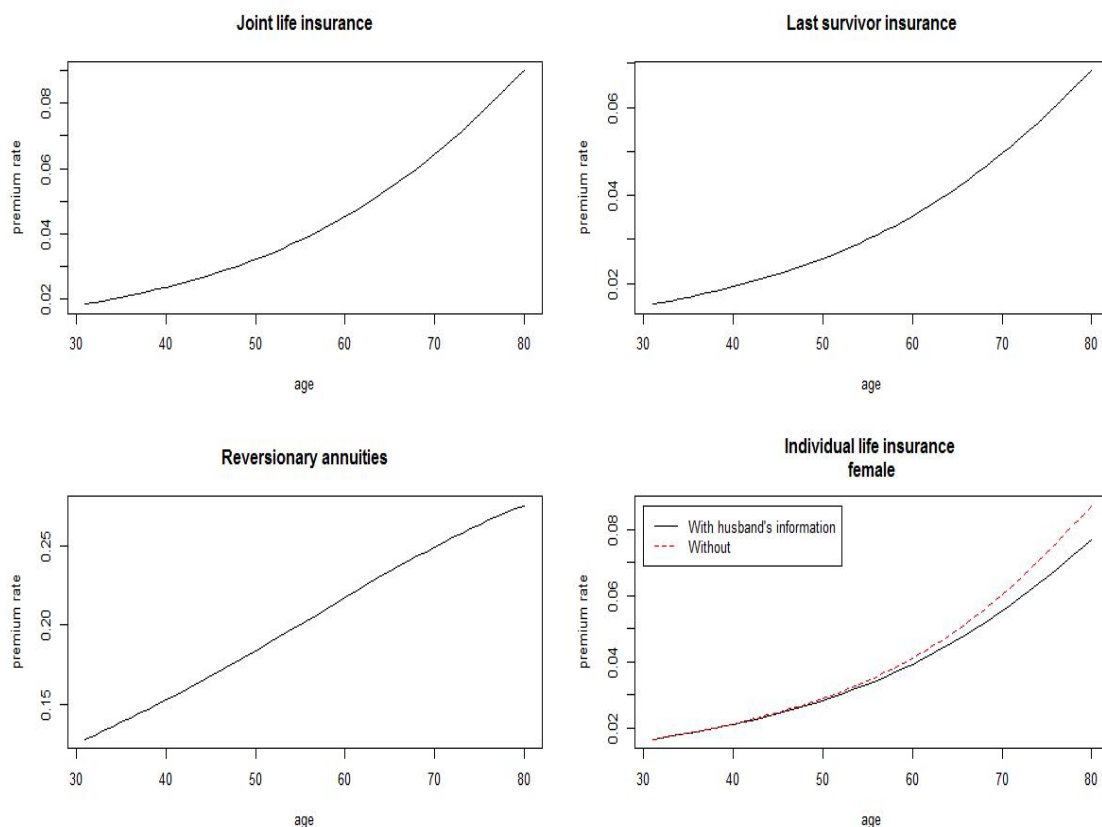 Joint life insurance
premium rate
0.02 0.04 0.06 0.08
30 40 50 60 70 80
age
Last survivor insurance
premium rate
0.02 0.04 0.06
30 40 50 60 70 80
age
Reversionary annuities
premium rate
0.15 0.20 0.25
30 40 50 60 70 80
age
Individual life insurance
female
With husband's information
Without
premium rate
0.02 0.04 0.06 0.08
30 40 50 60 70 80
age